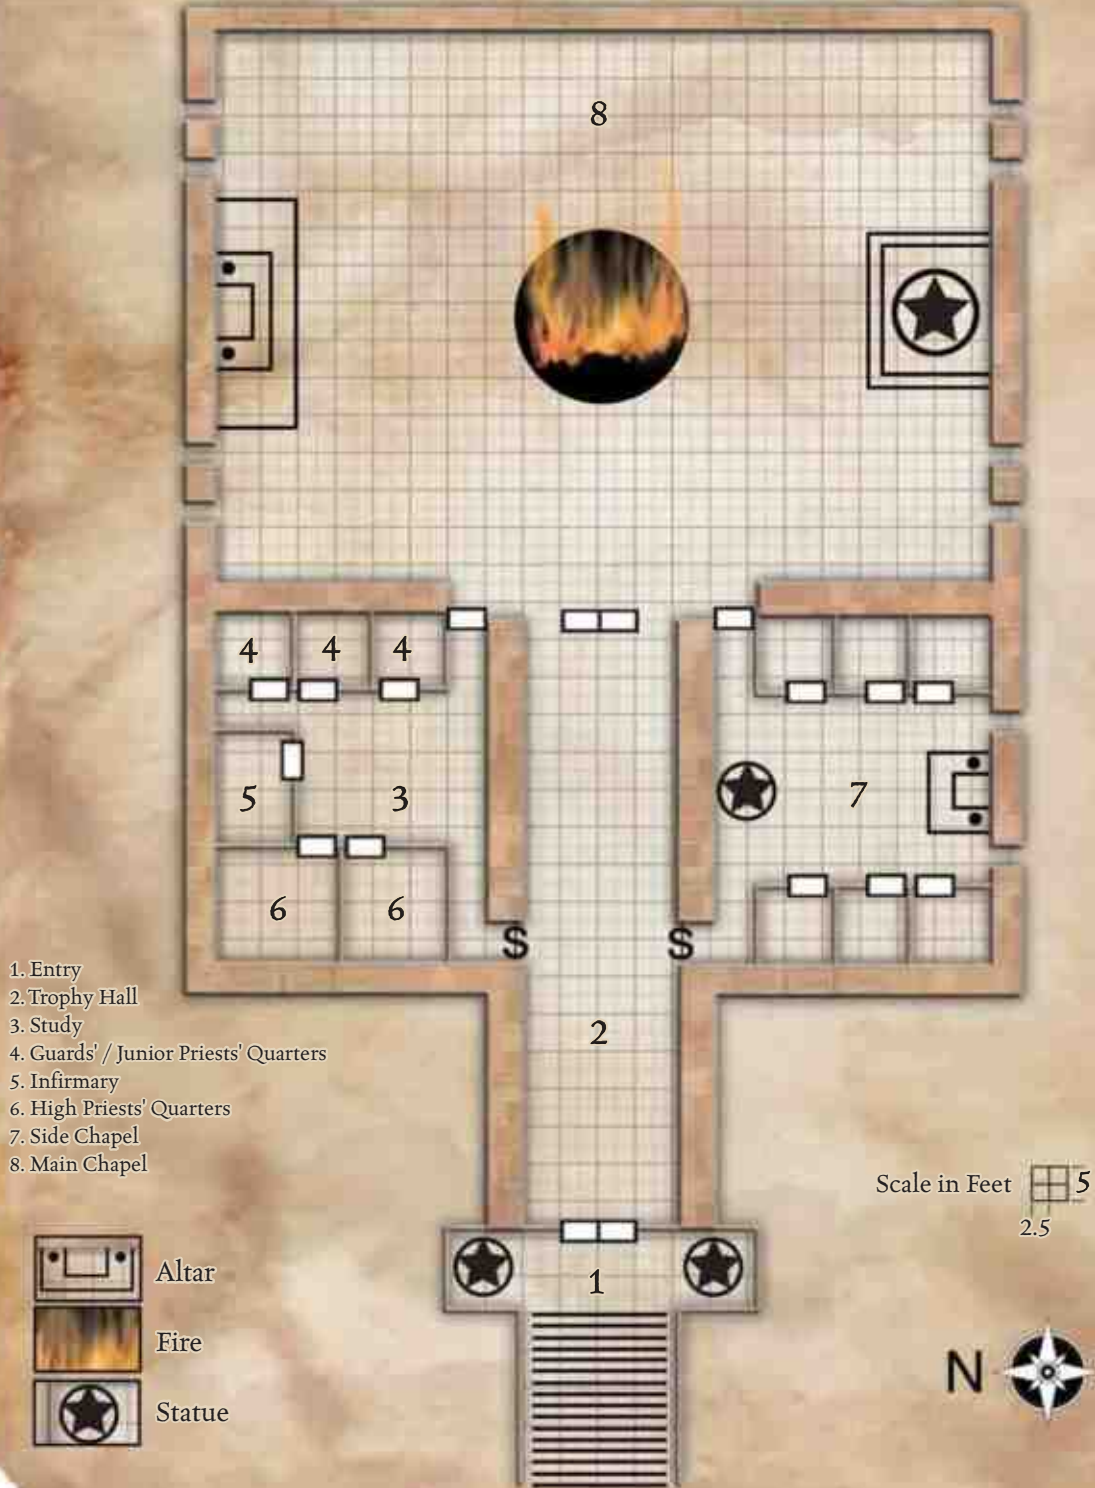 8
4 4 4
5 3
7
6 6
S S
1. Entry
2. Trophy Hall
3. Study
4. Guards' / Junior Priests' Quarters
5. Infirmary
6. High Priests' Quarters
7. Side Chapel
8. Main Chapel
2
Scale in Feet 5
2.5
1
Altar
Fire
Statue
N